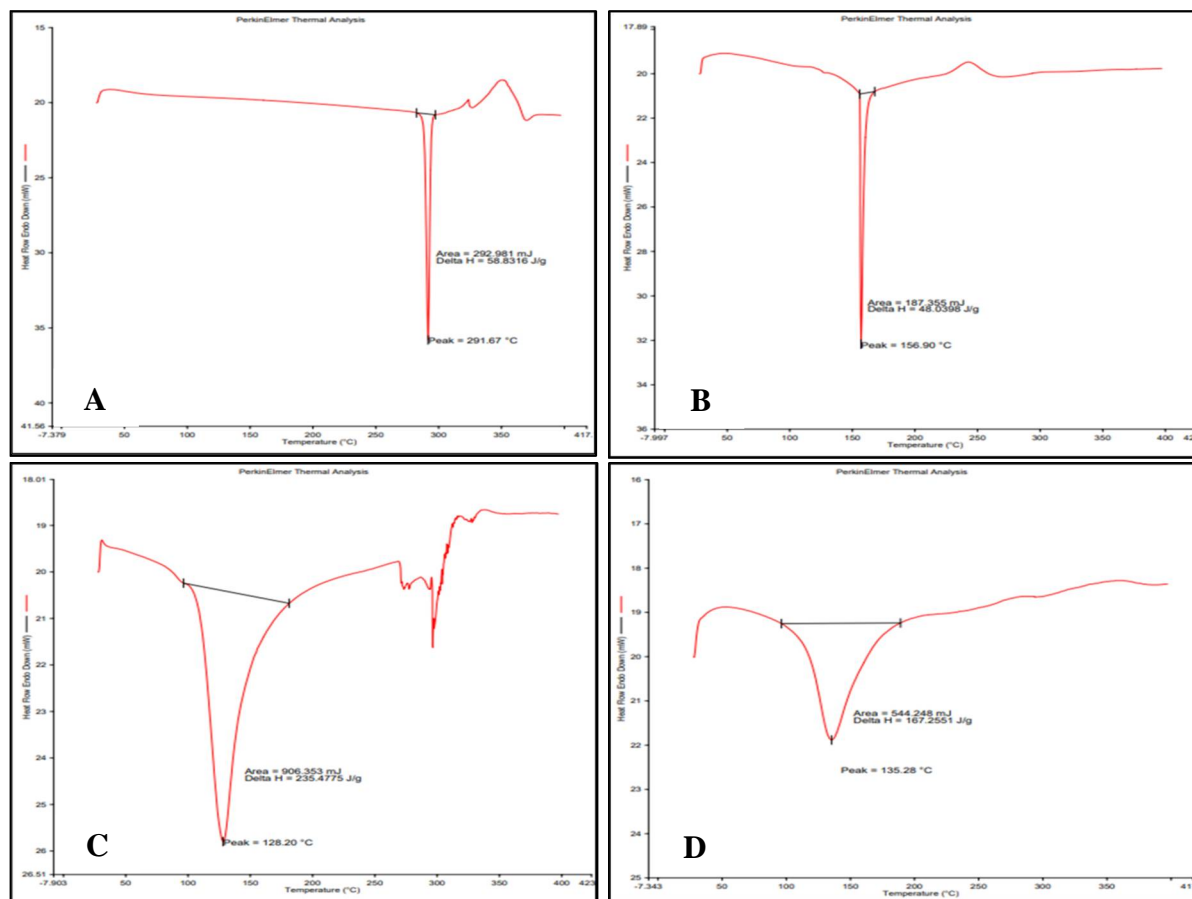 PerkinElmer Thermal Analysis
15
20
25
30
35
40
41.56
Heat Flow Endo Down (mW)
Area = 292.981 mJ
Delta H = 58.8316 J/g
Peak = 291.67 °C
A
-7.379
50
100
150
200
250
300
350
417.
Temperature (°C)
PerkinElmer Thermal Analysis
17.89
20
22
24
26
28
30
32
34
36
Heat Flow Endo Down (mW)
Area = 187.355 mJ
Delta H = 48.0398 J/g
Peak = 156.90 °C
B
-7.997
50
100
150
200
250
300
350
400
42
Temperature (°C)
PerkinElmer Thermal Analysis
18.01
19
20
21
22
23
24
25
26
26.51
Heat Flow Endo Down (mW)
Area = 906.353 mJ
Delta H = 235.4775 J/g
Peak = 128.20 °C
C
-7.903
50
100
150
200
250
300
350
400
423
Temperature (°C)
PerkinElmer Thermal Analysis
16
17
18
19
20
21
22
23
24
25
Heat Flow Endo Down (mW)
Area = 544.248 mJ
Delta H = 167.2551 J/g
Peak = 135.28 °C
D
-7.343
50
100
150
200
250
300
350
41
Temperature (°C)